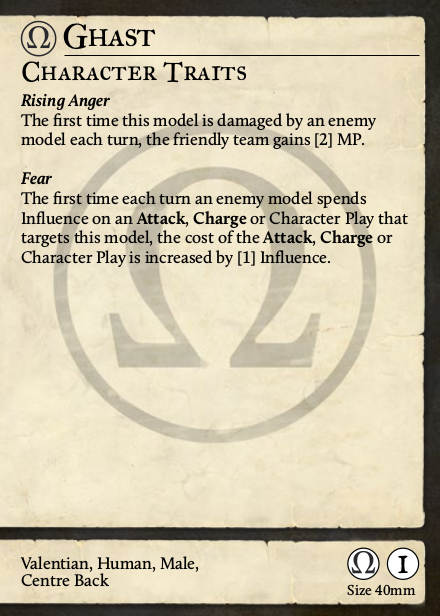 Ω Ghast
Character Traits
Rising Anger
The first time this model is damaged by an enemy
model each turn, the friendly team gains [2] MP.
Fear
The first time each turn an enemy model spends
Influence on an Attack, Charge or Character Play that
targets this model, the cost of the Attack, Charge or
Character Play is increased by [1] Influence.
Valentian, Human, Male,
Centre Back
Ω 1
Size 40mm